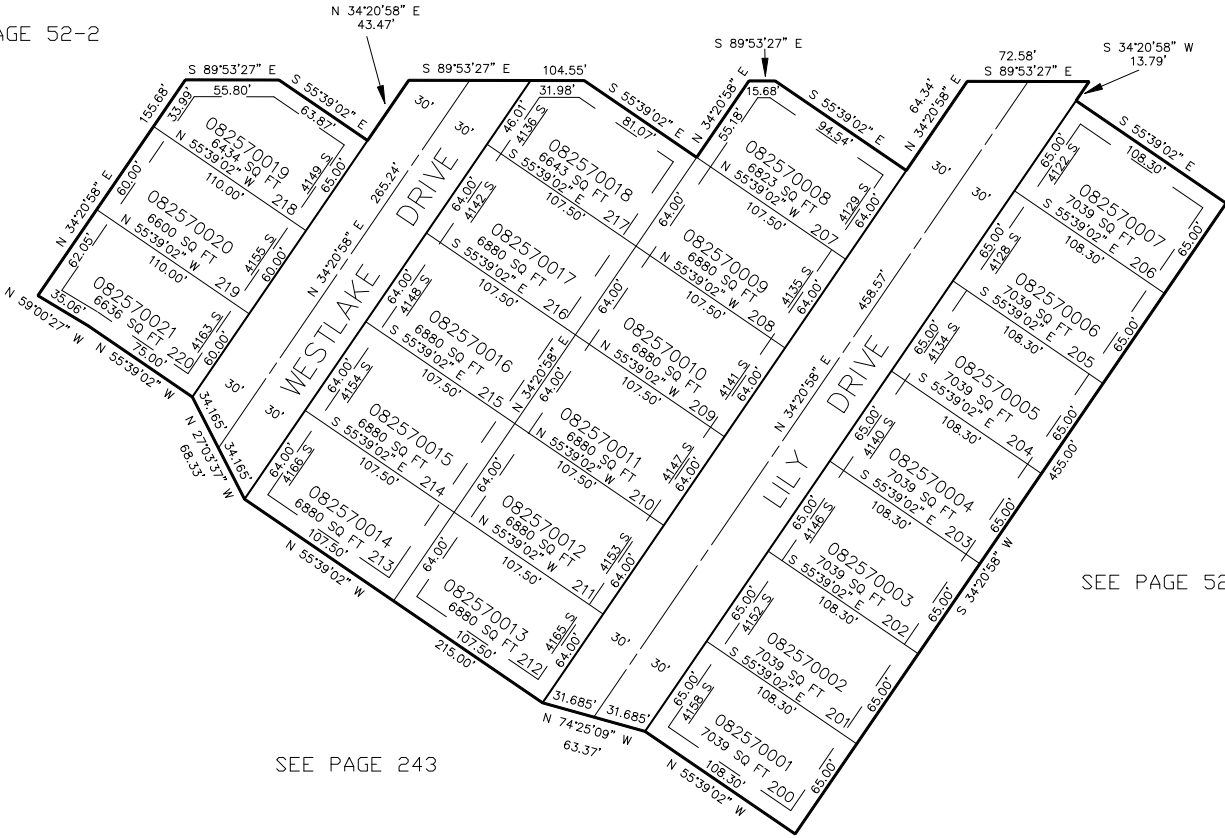 AGE 52-2
N 34°20'58" E
43.47'
S 89°53'27" E
S 55°39'02" E
S 89°53'27" E
104.55'
S 89°53'27" E
72.58'
S 89°53'27" E
S 34°20'58" W
13.79'
155.68'
33.99'
55.80'
63.87'
082570019
6434 SQ FT
N 55°39'02" W
110.00'
218
4149 S
65.00'
N 34°20'58" E
60.00'
082570020
6600 SQ FT
N 55°39'02" W
110.00'
219
4155 S
60.00'
62.05'
082570021
6636 SQ FT
220
4163 S
60.00'
35.06'
75.00'
N 59°00'27" W
N 55°39'02" W
34.165'
34.165'
N 27°03'37" W
68.33'
30'
30'
265.24'
N 34°20'58" E
WESTLAKE DRIVE
30'
30'
31.98'
S 55°39'02" E
81.07'
46.01'
4136 S
082570018
6643 SQ FT
S 55°39'02" E
107.50'
217
64.00'
4142 S
082570017
6880 SQ FT
S 55°39'02" E
107.50'
216
64.00'
4148 S
082570016
6880 SQ FT
S 55°39'02" E
107.50'
215
64.00'
4154 S
082570015
6880 SQ FT
S 55°39'02" E
107.50'
214
64.00'
4166 S
082570014
6880 SQ FT
107.50'
213
N 55°39'02" W
N 34°20'58" E
15.68'
S 55°39'02" E
94.54'
55.18'
082570008
6823 SQ FT
N 55°39'02" W
107.50'
207
4129 S
64.00'
64.00'
082570009
6880 SQ FT
N 55°39'02" W
107.50'
208
4135 S
64.00'
64.00'
082570010
6880 SQ FT
N 55°39'02" W
107.50'
209
4141 S
64.00'
N 34°20'58" E
64.00'
082570011
6880 SQ FT
N 55°39'02" W
107.50'
210
4147 S
64.00'
64.00'
082570012
6880 SQ FT
N 55°39'02" W
107.50'
211
4153 S
64.00'
64.00'
082570013
6880 SQ FT
107.50'
212
4165 S
64.00'
215.00'
31.685'
31.685'
N 74°25'09" W
63.37'
64.34'
N 34°20'58" E
30'
30'
458.57'
N 34°20'58" E
LILY DRIVE
30'
30'
S 55°39'02" E
108.30'
65.00'
4122 S
082570007
7039 SQ FT
S 55°39'02" E
108.30'
206
65.00'
65.00'
4128 S
082570006
7039 SQ FT
S 55°39'02" E
108.30'
205
65.00'
65.00'
4134 S
082570005
7039 SQ FT
S 55°39'02" E
108.30'
204
65.00'
65.00'
4140 S
082570004
7039 SQ FT
S 55°39'02" E
108.30'
203
65.00'
65.00'
4146 S
082570003
7039 SQ FT
S 55°39'02" E
108.30'
202
65.00'
65.00'
4152 S
082570002
7039 SQ FT
S 55°39'02" E
108.30'
201
65.00'
65.00'
4158 S
082570001
7039 SQ FT
108.30'
200
65.00'
N 55°39'02" W
455.00'
S 34°20'58" W
SEE PAGE 52
SEE PAGE 243